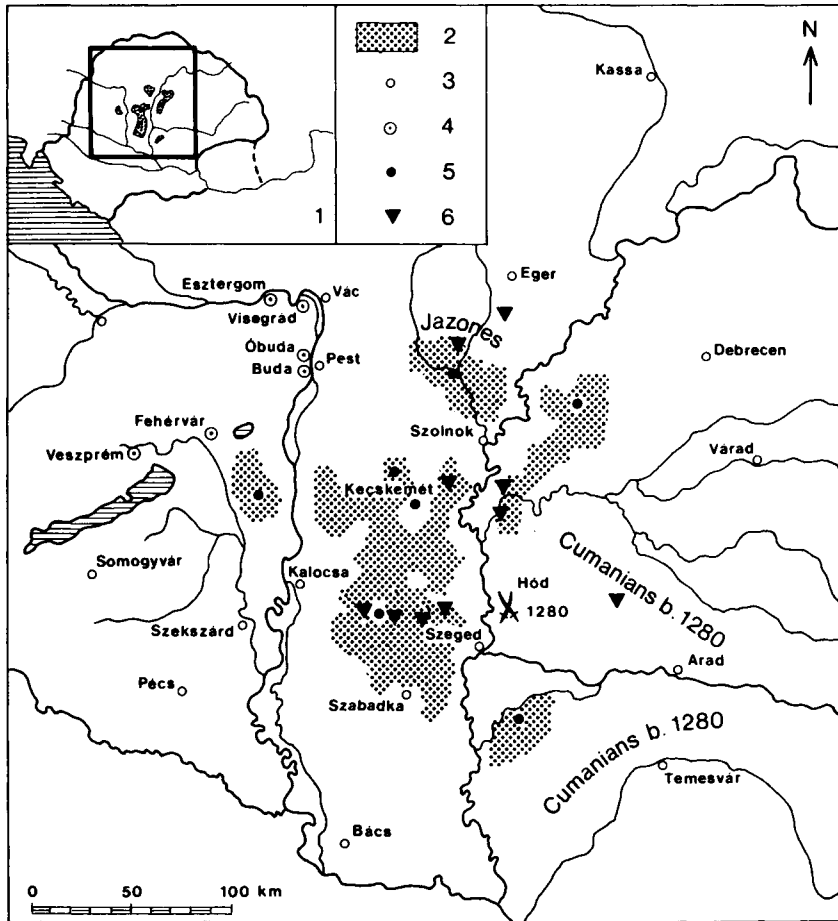 1
2
3
4
5
6
N
Kassa
Esztergom
Visegrád
Vác
Eger
Jazones
Óbuda
Buda
Pest
Debrecen
Fehérvár
Szolnok
Veszprém
Várad
Kecskemét
Somogyvár
Kalocsa
Hód
1280
Cumanians b. 1280
Szekszárd
Szeged
Arad
Pécs
Szabadka
Cumanians b. 1280
Temesvár
Bács
0 50 100 km